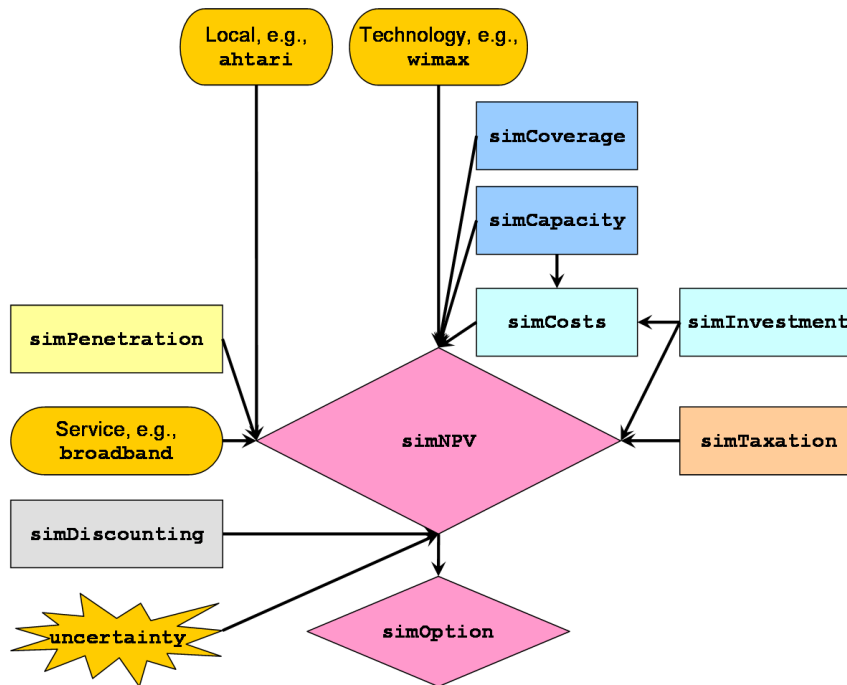 Local, e.g.,
ahtari
Technology, e.g.,
wimax
simCoverage
simCapacity
simCosts
simInvestment
simPenetration
Service, e.g.,
broadband
simNPV
simTaxation
simDiscounting
uncertainty
simOption